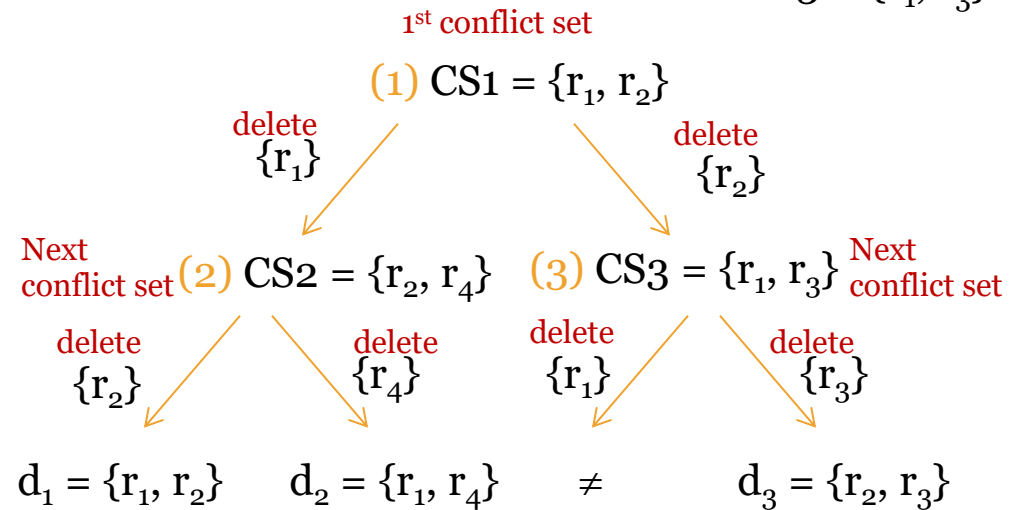 {r₁, r₃}
1st conflict set
(1) CS1 = {r₁, r₂}
delete
{r₁}
delete
{r₂}
Next
conflict set
(2) CS2 = {r₂, r₄}
(3) CS3 = {r₁, r₃}
Next
conflict set
delete
{r₂}
delete
{r₄}
delete
{r₁}
delete
{r₃}
d₁ = {r₁, r₂} d₂ = {r₁, r₄} ≠ d₃ = {r₂, r₃}